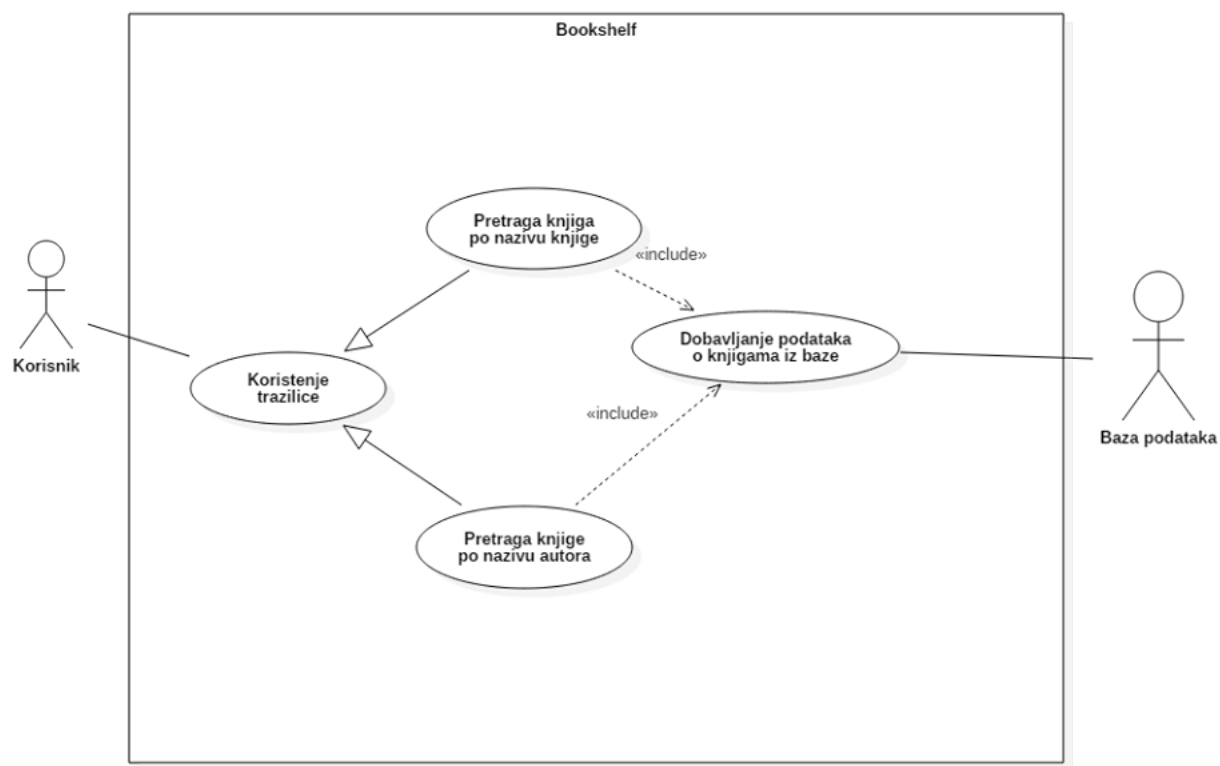 Bookshelf
Pretraga knjiga
po nazivu knjige
«include»
Dobavljanje podataka
o knjigama iz baze
Korisnik
Koristenje
trazilice
«include»
Baza podataka
Pretraga knjige
po nazivu autora